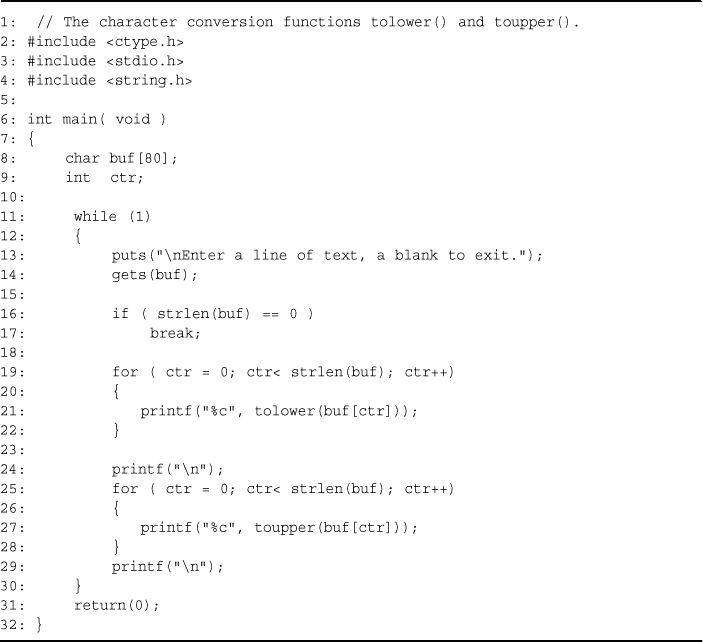 1:  // The character conversion functions tolower() and toupper().
2: #include <ctype.h>
3: #include <stdio.h>
4: #include <string.h>
5:
6: int main( void )
7: {
8:     char buf[80];
9:     int  ctr;
10:
11:     while (1)
12:     {
13:         puts("\nEnter a line of text, a blank to exit.");
14:         gets(buf);
15:
16:         if ( strlen(buf) == 0 )
17:             break;
18:
19:         for ( ctr = 0; ctr< strlen(buf); ctr++)
20:         {
21:            printf("%c", tolower(buf[ctr]));
22:         }
23:
24:         printf("\n");
25:         for ( ctr = 0; ctr< strlen(buf); ctr++)
26:         {
27:            printf("%c", toupper(buf[ctr]));
28:         }
29:         printf("\n");
30:     }
31:     return(0);
32: }